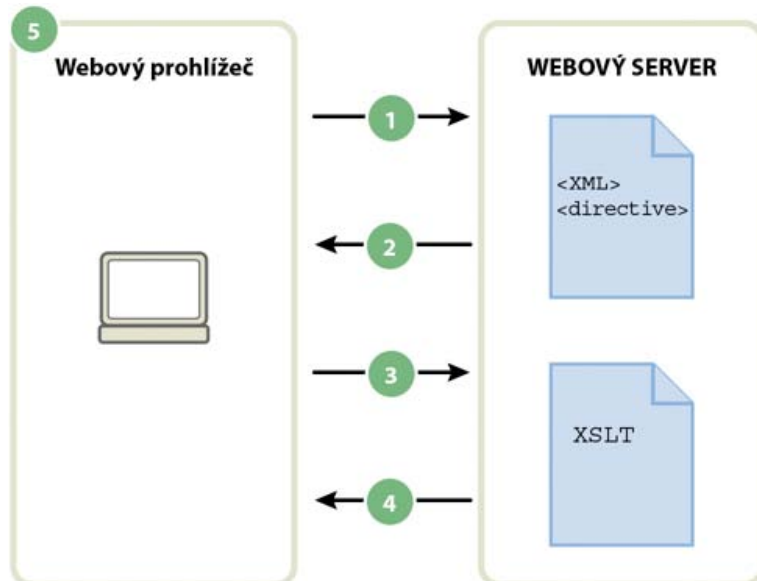 5
Webový prohlížeč
WEBOVÝ SERVER
1
<XML>
<directive>
2
3
XSLT
4